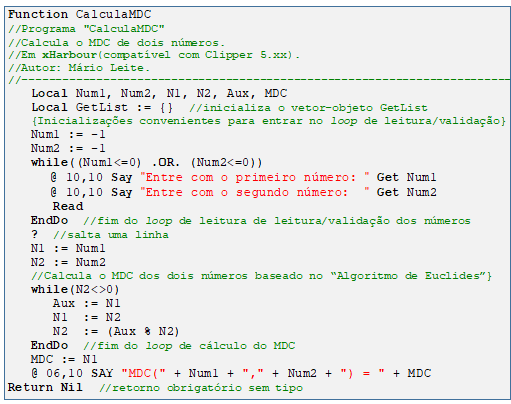 Function CalculaMDC
//Programa "CalculaMDC"
//Calcula o MDC de dois números.
//Em xHarbour(compatível com Clipper 5.xx).
//Autor: Mário Leite.
//-------------------------------------------------------------------
Local Num1, Num2, N1, N2, Aux, MDC
Local GetList := {} //inicializa o vetor-objeto GetList
{Inicializações convenientes para entrar no loop de leitura/validação}
Num1 := -1
Num2 := -1
while((Num1<=0) .OR. (Num2<=0))
@ 10,10 Say "Entre com o primeiro número: " Get Num1
@ 10,10 Say "Entre com o segundo número:  " Get Num2
Read
EndDo //fim do loop de leitura de leitura/validação dos números
? //salta uma linha
N1 := Num1
N2 := Num2
//Calcula o MDC dos dois números baseado no “Algoritmo de Euclides”}
while(N2<>0)
Aux := N1
N1 := N2
N2 := (Aux % N2)
EndDo //fim do loop de cálculo do MDC
MDC := N1
@ 06,10 SAY "MDC(" + Num1 + "," + Num2 + ") = " + MDC
Return Nil //retorno obrigatório sem tipo